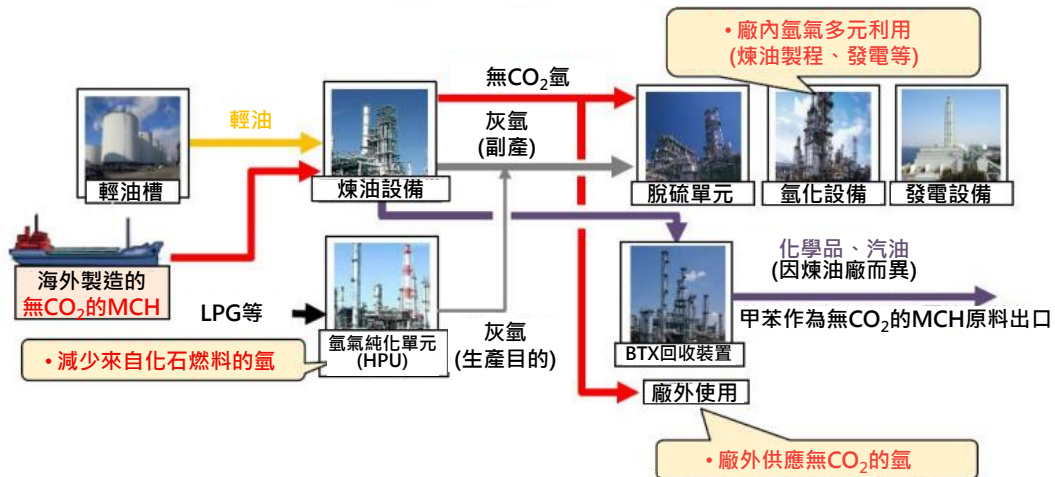 • 廠內氫氣多元利用
(煉油製程、發電等)
無CO₂氫
輕油
灰氫
(副產)
輕油槽
煉油設備
脫硫單元
氫化設備
發電設備
海外製造的
無CO₂的MCH
LPG等
氫氣純化單元
(HPU)
灰氫
(生產目的)
• 減少來自化石燃料的氫
化學品、汽油
(因煉油廠而異)
甲苯作為無CO₂的MCH原料出口
BTX回收裝置
廠外使用
• 廠外供應無CO₂的氫